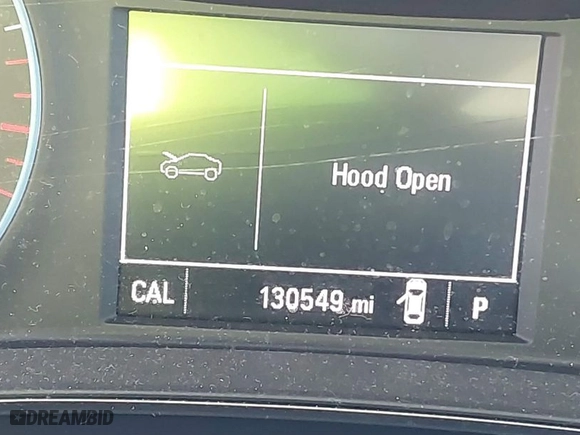 Hood Open
CAL 130549 mi P
DREAMBID